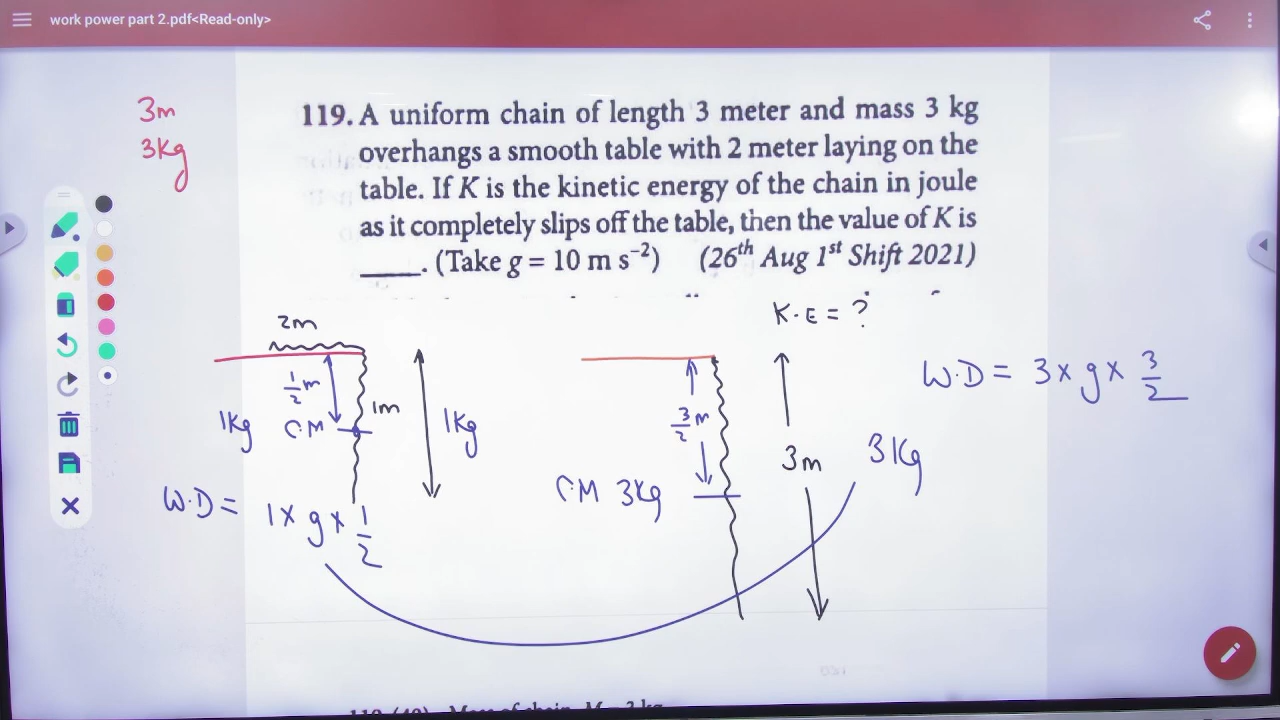 work power part 2.pdf<Read-only>
3m
3Kg
119. A uniform chain of length 3 meter and mass 3 kg
overhangs a smooth table with 2 meter laying on the
table. If K is the kinetic energy of the chain in joule
as it completely slips off the table, then the value of K is
____. (Take g = 10 m s⁻²) (26th Aug 1st Shift 2021)
K.E = ?
2m
1/2 m
1m
1Kg
C.M
1Kg
W.D = 1 x g x 1/2
3/2 m
C.M 3Kg
3m
3Kg
W.D = 3 x g x 3/2